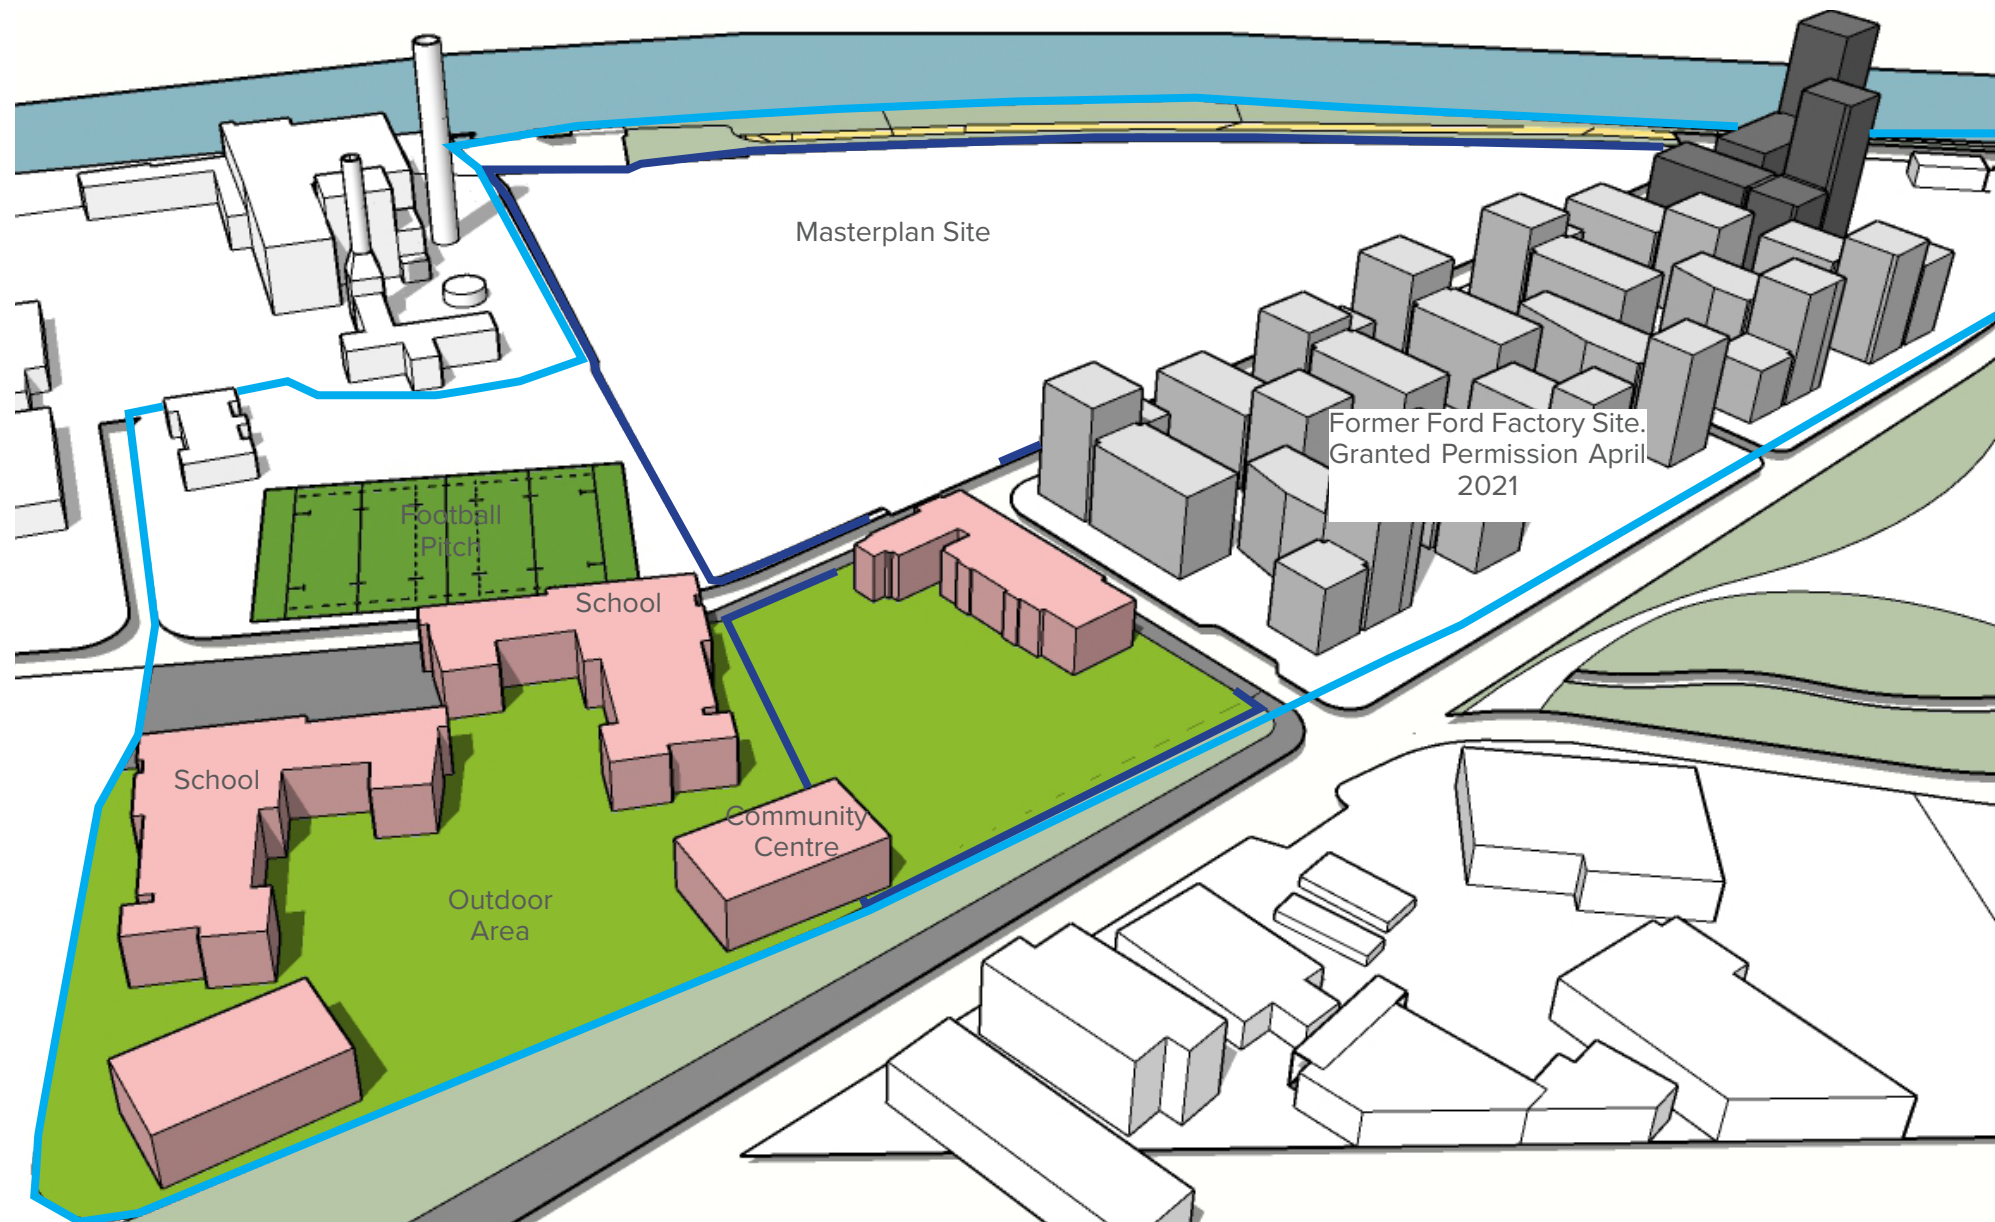 Masterplan Site
Former Ford Factory Site.
Granted Permission April
2021
Football
Pitch
School
School
Community
Centre
Outdoor
Area